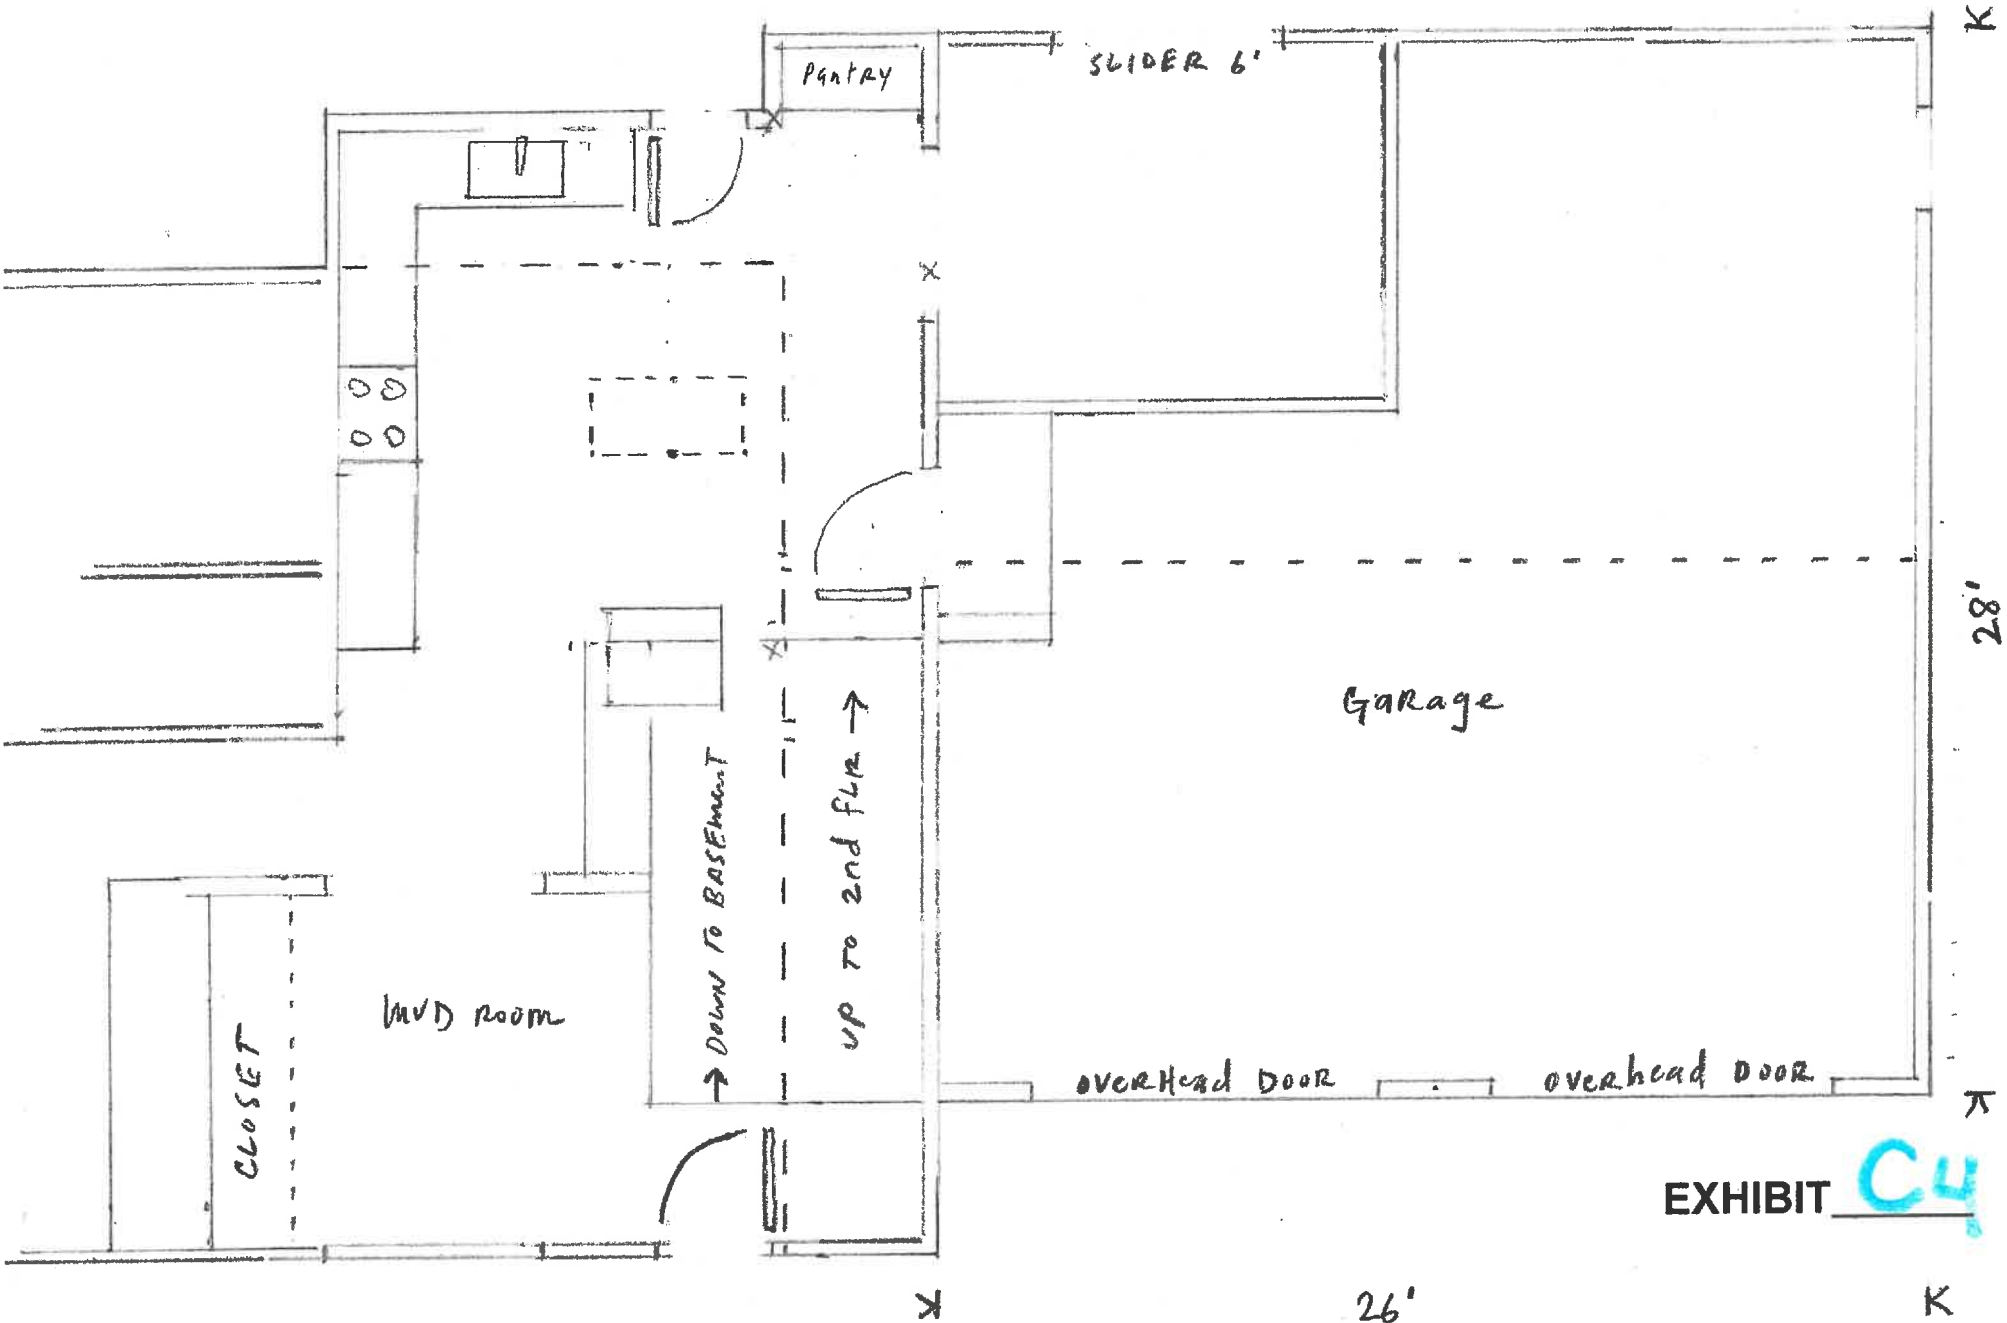 K
SLIDER 6'
Pantry
28'
GaRage
→ DOWN TO BASEmenT
UP TO 2nd fLR →
MUD ROOM
CLOSET
OVERHead DOOR
overhead DOOR
K
EXHIBIT C4
K
26'
K